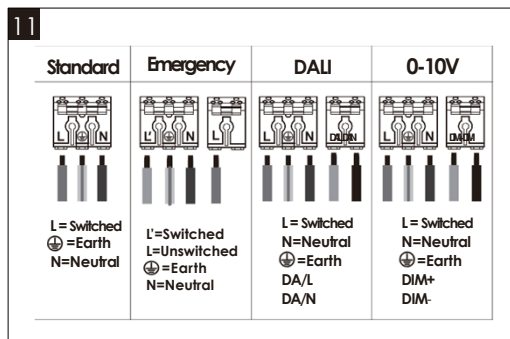 11
Standard
Emergency
DALI
0-10V
L N
L' N L
L N DA/L DA/N
L N DIM+ DIM-
L = Switched
=Earth
N=Neutral
L'=Switched
L=Unswitched
=Earth
N=Neutral
L = Switched
N=Neutral
=Earth
DA/L
DA/N
L = Switched
N=Neutral
=Earth
DIM+
DIM-